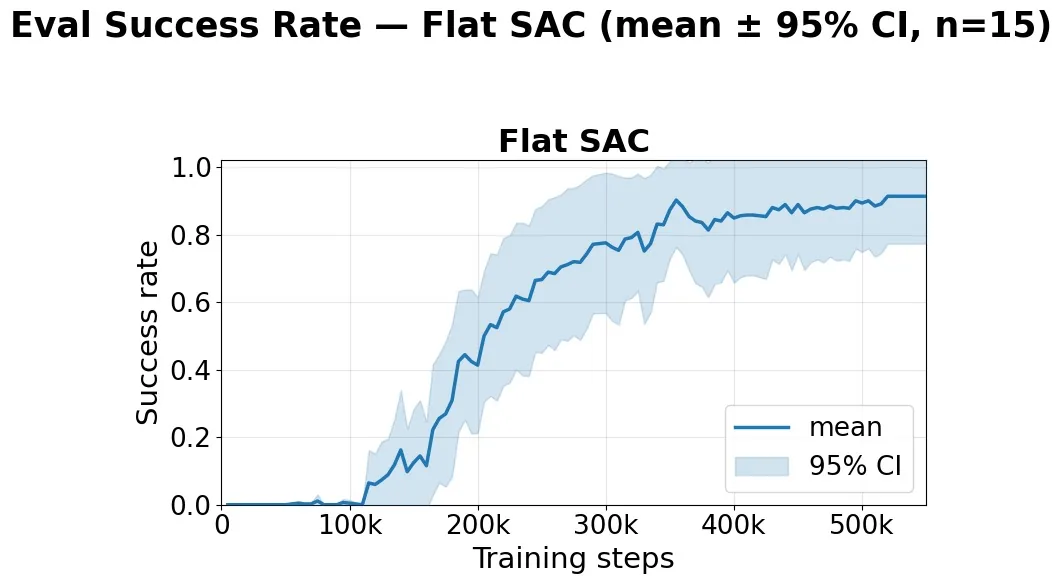 Eval Success Rate — Flat SAC (mean ± 95% CI, n=15)
Flat SAC
1.0
0.8
0.6
0.4
0.2
0.0
Success rate
mean
95% CI
0 100k 200k 300k 400k 500k
Training steps